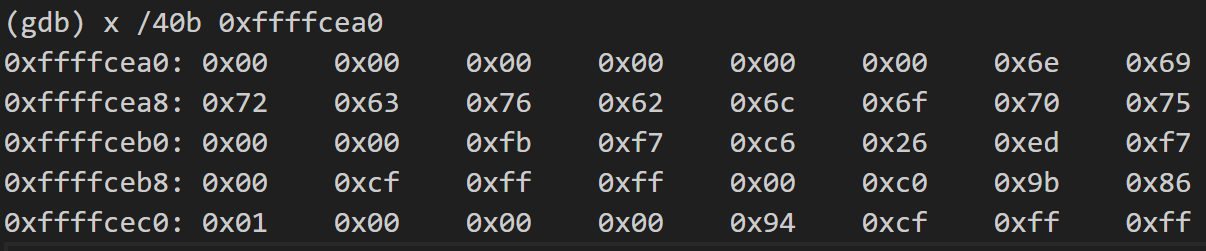 (gdb) x /40b 0xffffcea0
0xffffcea0: 0x00 0x00 0x00 0x00 0x00 0x00 0x6e 0x69
0xffffcea8: 0x72 0x63 0x76 0x62 0x6c 0x6f 0x70 0x75
0xffffceb0: 0x00 0x00 0xfb 0xf7 0xc6 0x26 0xed 0xf7
0xffffceb8: 0x00 0xcf 0xff 0xff 0x00 0xc0 0x9b 0x86
0xffffcec0: 0x01 0x00 0x00 0x00 0x94 0xcf 0xff 0xff